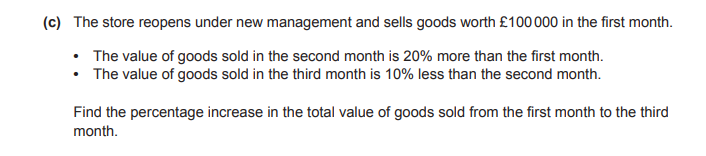 (c) The store reopens under new management and sells goods worth £100 000 in the first month.
• The value of goods sold in the second month is 20% more than the first month.
• The value of goods sold in the third month is 10% less than the second month.
Find the percentage increase in the total value of goods sold from the first month to the third
month.